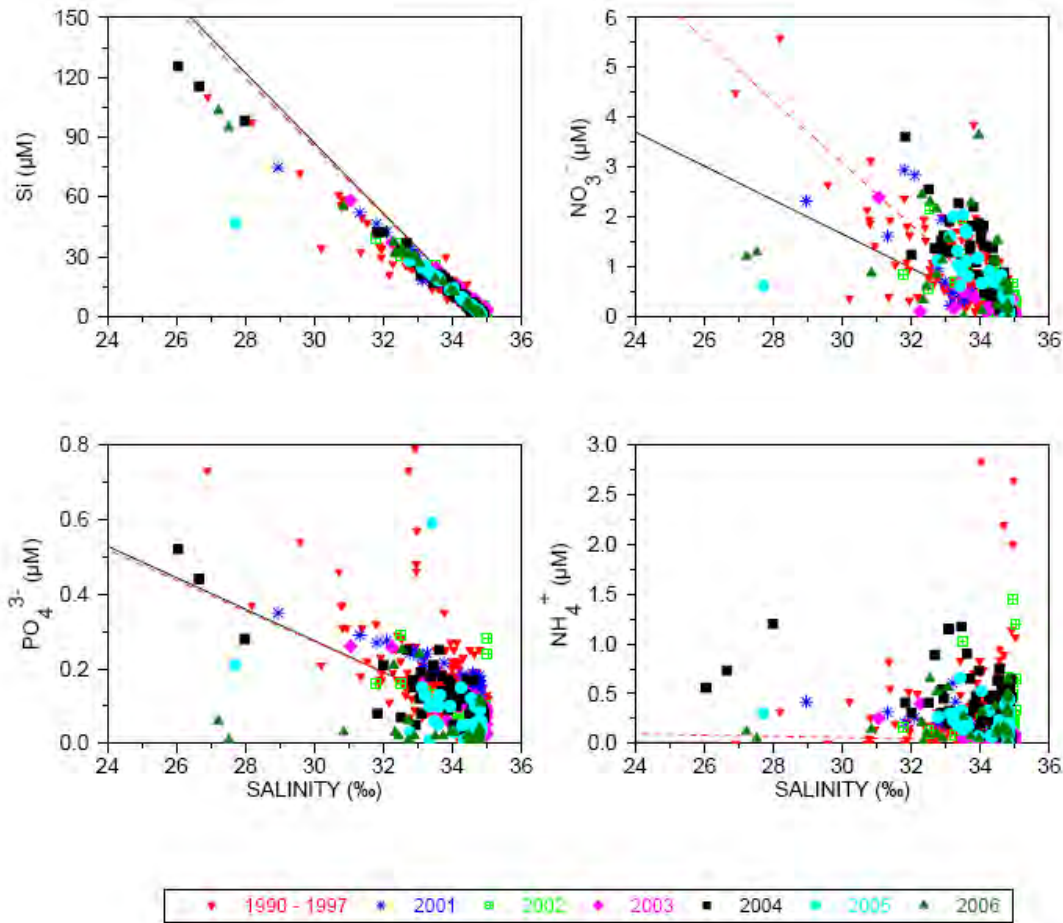 150
120
90
60
30
0
Si (µM)
24 26 28 30 32 34 36
6
5
4
3
2
1
0
NO3- (µM)
24 26 28 30 32 34 36
0.8
0.6
0.4
0.2
0.0
PO4 3- (µM)
24 26 28 30 32 34 36
SALINITY (‰)
3.0
2.5
2.0
1.5
1.0
0.5
0.0
NH4+ (µM)
24 26 28 30 32 34 36
SALINITY (‰)
1990 - 1997 2001 2002 2003 2004 2005 2006